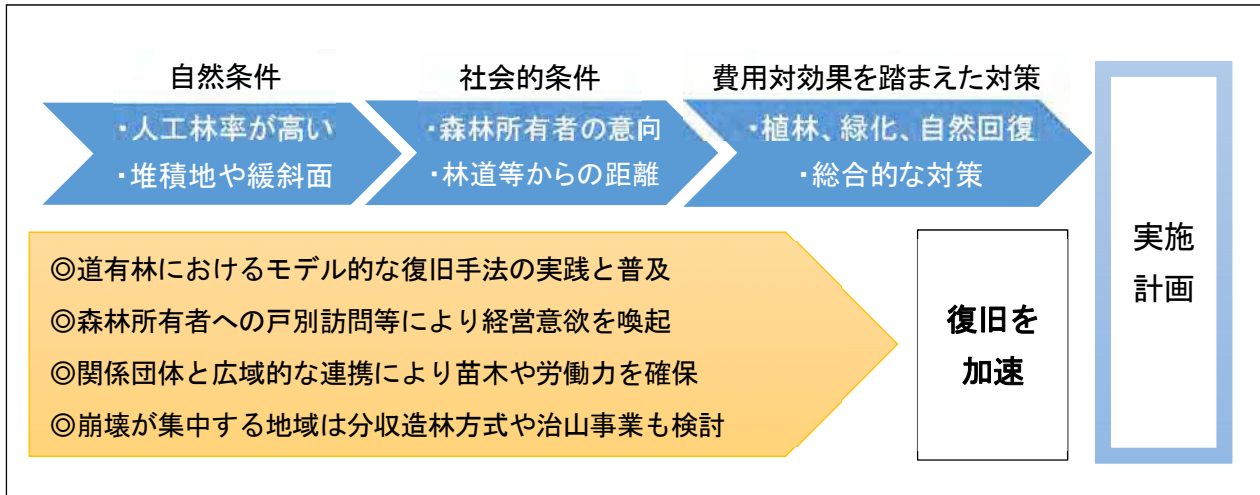 自然条件
・人工林率が高い
・堆積地や緩斜面
社会的条件
・森林所有者の意向
・林道等からの距離
費用対効果を踏まえた対策
・植林、緑化、自然回復
・総合的な対策
◎道有林におけるモデル的な復旧手法の実践と普及
◎森林所有者への戸別訪問等により経営意欲を喚起
◎関係団体と広域的な連携により苗木や労働力を確保
◎崩壊が集中する地域は分収造林方式や治山事業も検討
復旧を
加速
実施
計画